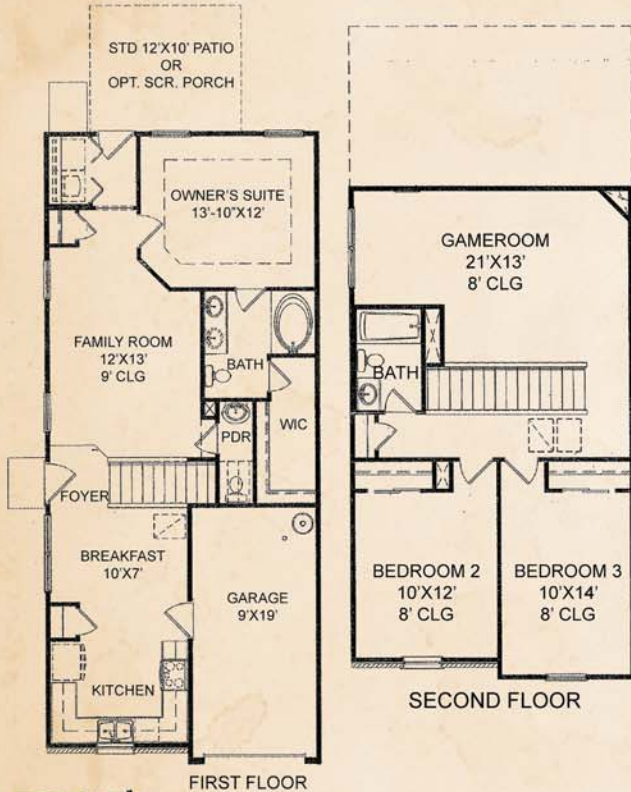 STD 12'X10' PATIO
OR
OPT. SCR. PORCH
OWNER'S SUITE
13'-10"X12'
FAMILY ROOM
12'X13'
9' CLG
BATH
PDR
WIC
FOYER
BREAKFAST
10'X7'
GARAGE
9'X19'
KITCHEN
FIRST FLOOR
GAMEROOM
21'X13'
8' CLG
BATH
BEDROOM 2
10'X12'
8' CLG
BEDROOM 3
10'X14'
8' CLG
SECOND FLOOR